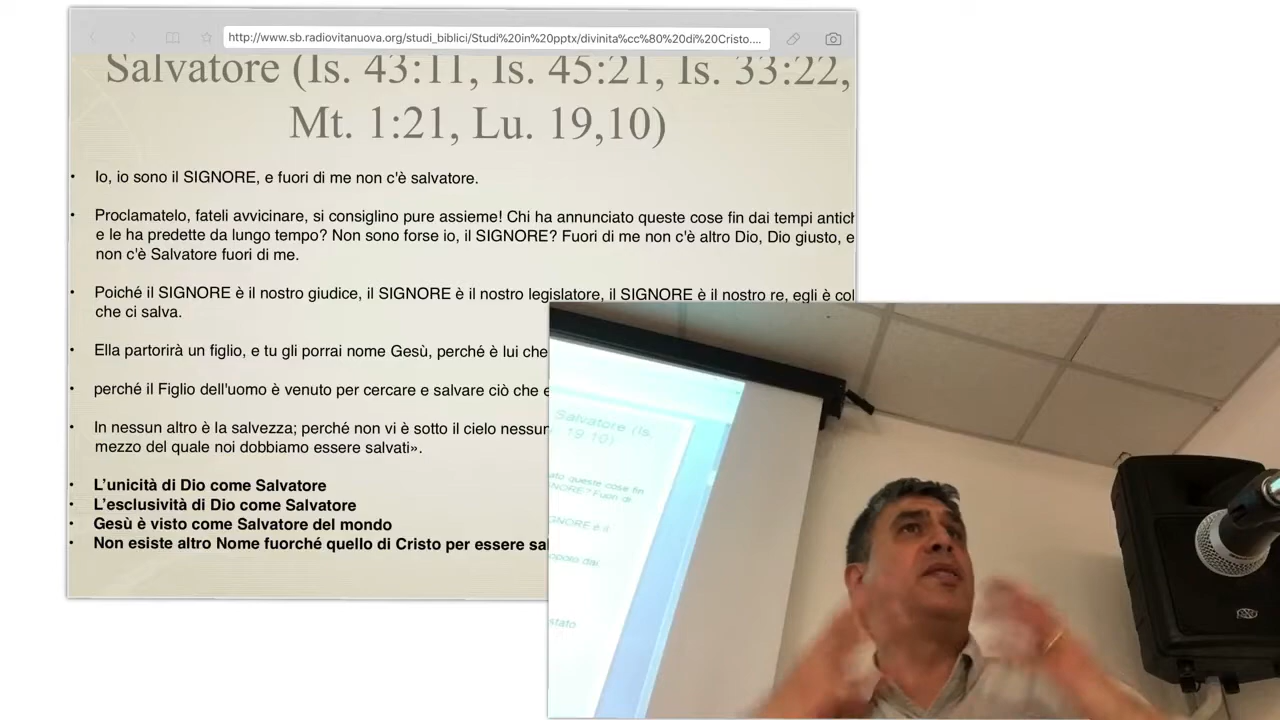 http://www.sb.radiovitanuova.org/studi_biblici/Studi%20in%20pptx/divinita%cc%80%20di%20Cristo....
Salvatore (Is. 43:11, Is. 45:21, Is. 33:22,
Mt. 1:21, Lu. 19,10)
• Io, io sono il SIGNORE, e fuori di me non c'è salvatore.
• Proclamatelo, fateli avvicinare, si consiglino pure assieme! Chi ha annunciato queste cose fin dai tempi antich
e le ha predette da lungo tempo? Non sono forse io, il SIGNORE? Fuori di me non c'è altro Dio, Dio giusto, e
non c'è Salvatore fuori di me.
• Poiché il SIGNORE è il nostro giudice, il SIGNORE è il nostro legislatore, il SIGNORE è il nostro re, egli è col
che ci salva.
• Ella partorirà un figlio, e tu gli porrai nome Gesù, perché è lui che
• perché il Figlio dell'uomo è venuto per cercare e salvare ciò che e
• In nessun altro è la salvezza; perché non vi è sotto il cielo nessun
mezzo del quale noi dobbiamo essere salvati».
• L'unicità di Dio come Salvatore
• L'esclusività di Dio come Salvatore
• Gesù è visto come Salvatore del mondo
• Non esiste altro Nome fuorché quello di Cristo per essere sal
Salvatore (Is.
19:10)
queste cose fin
Fuori di
è il
dai
stato